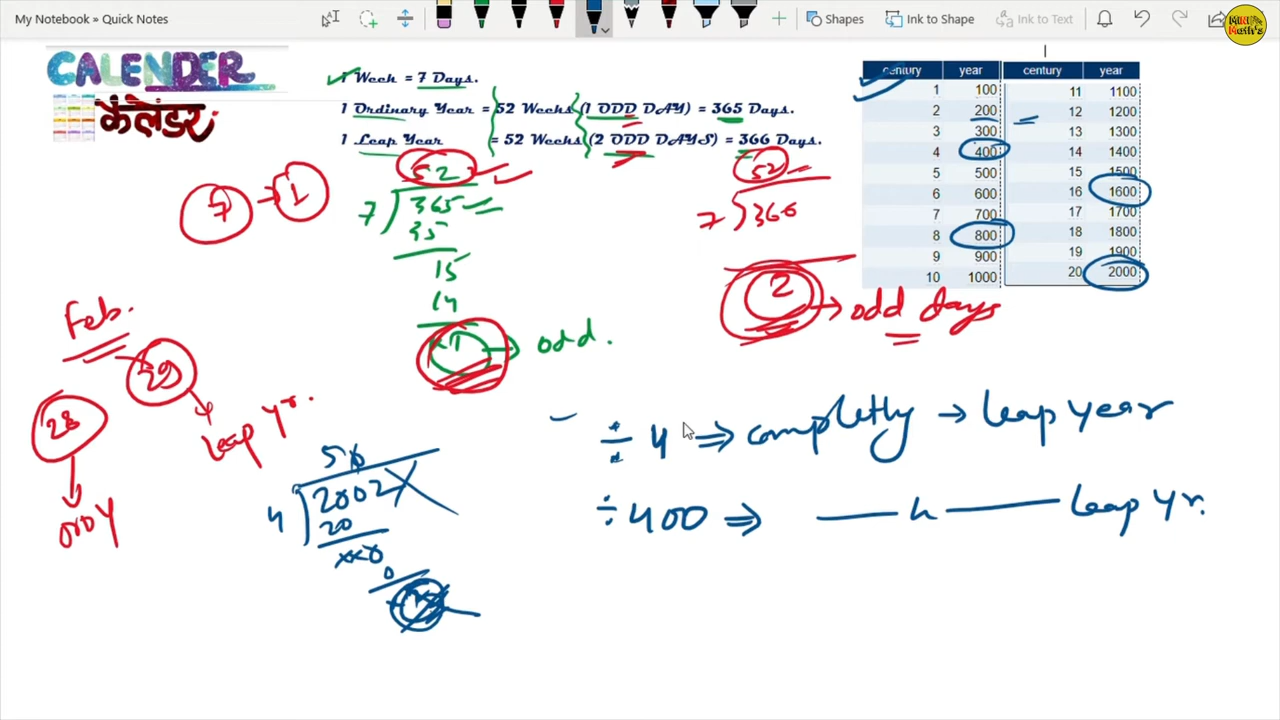 My Notebook » Quick Notes
Shapes
Ink to Shape
Ink to Text
MINI Math's
CALENDER
कैलेंडर
1 Week = 7 Days.
1 Ordinary Year = 52 Weeks (1 ODD DAY) = 365 Days.
1 Leap Year = 52 Weeks (2 ODD DAYS) = 366 Days.
century year century year
1 100 11 1100
2 200 12 1200
3 300 13 1300
4 400 14 1400
5 500 15 1500
6 600 16 1600
7 700 17 1700
8 800 18 1800
9 900 19 1900
10 1000 20 2000
7 → 1
52
7 365
35
15
14
1 → odd.
52
7 366
2 → odd days
Feb.
29
leap yr.
28
ord y
50
4 2002
20
0
÷ 4 ⇒ completly → leap year
÷ 400 ⇒ —— h —— leap yr.